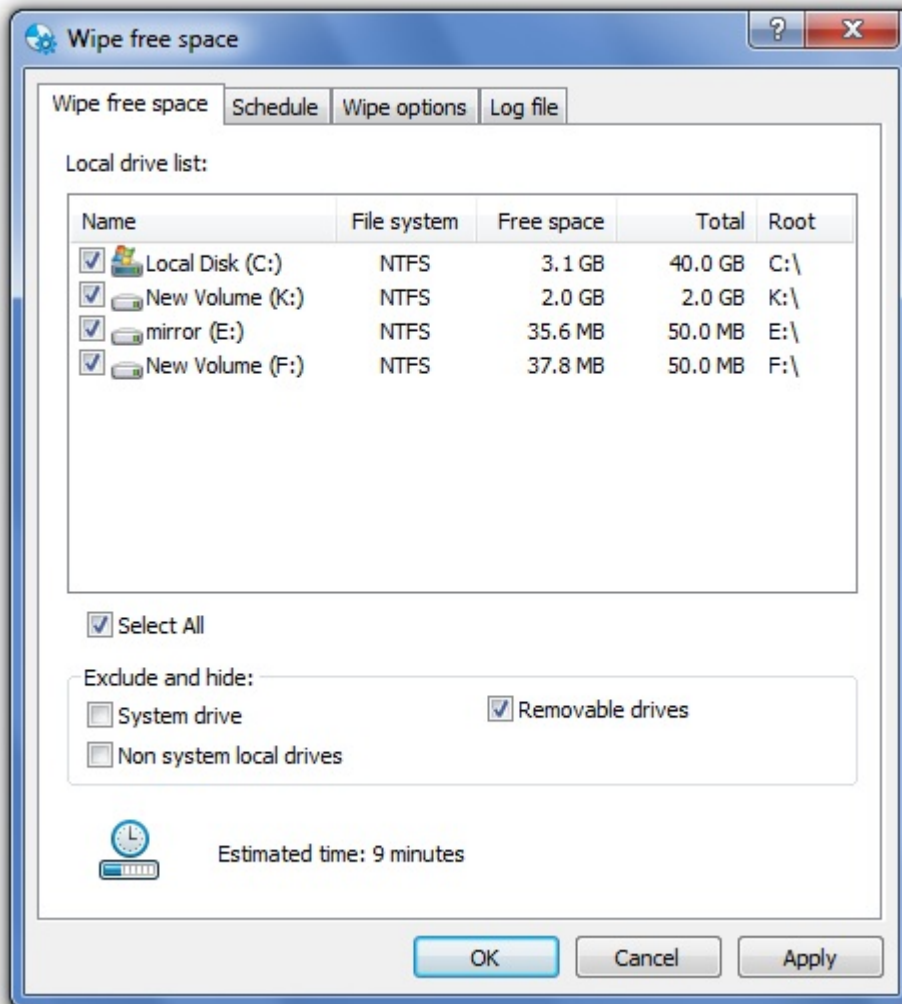 Wipe free space
Wipe free space Schedule Wipe options Log file
Local drive list:
Name File system Free space Total Root
Local Disk (C:) NTFS 3.1 GB 40.0 GB C:\
New Volume (K:) NTFS 2.0 GB 2.0 GB K:\
mirror (E:) NTFS 35.6 MB 50.0 MB E:\
New Volume (F:) NTFS 37.8 MB 50.0 MB F:\
Select All
Exclude and hide:
System drive Removable drives
Non system local drives
Estimated time: 9 minutes
OK Cancel Apply